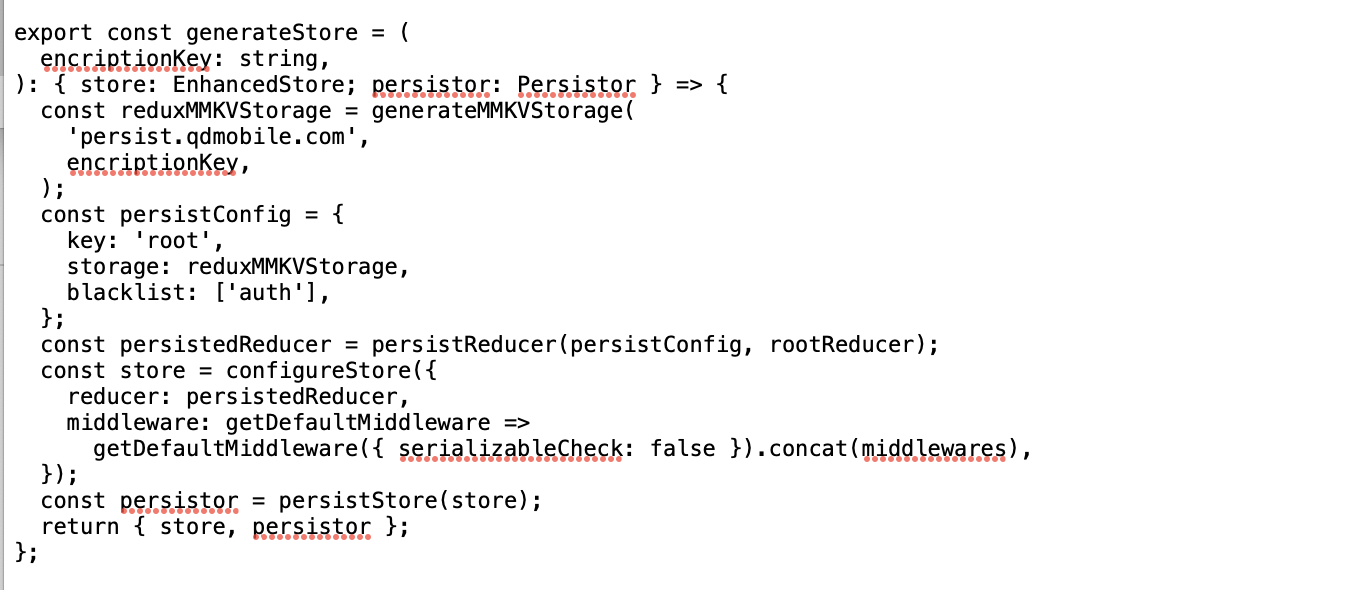 export const generateStore = (
  encriptionKey: string,
): { store: EnhancedStore; persistor: Persistor } => {
  const reduxMMKVStorage = generateMMKVStorage(
    'persist.qdmobile.com',
    encriptionKey,
  );
  const persistConfig = {
    key: 'root',
    storage: reduxMMKVStorage,
    blacklist: ['auth'],
  };
  const persistedReducer = persistReducer(persistConfig, rootReducer);
  const store = configureStore({
    reducer: persistedReducer,
    middleware: getDefaultMiddleware =>
      getDefaultMiddleware({ serializableCheck: false }).concat(middlewares),
  });
  const persistor = persistStore(store);
  return { store, persistor };
};